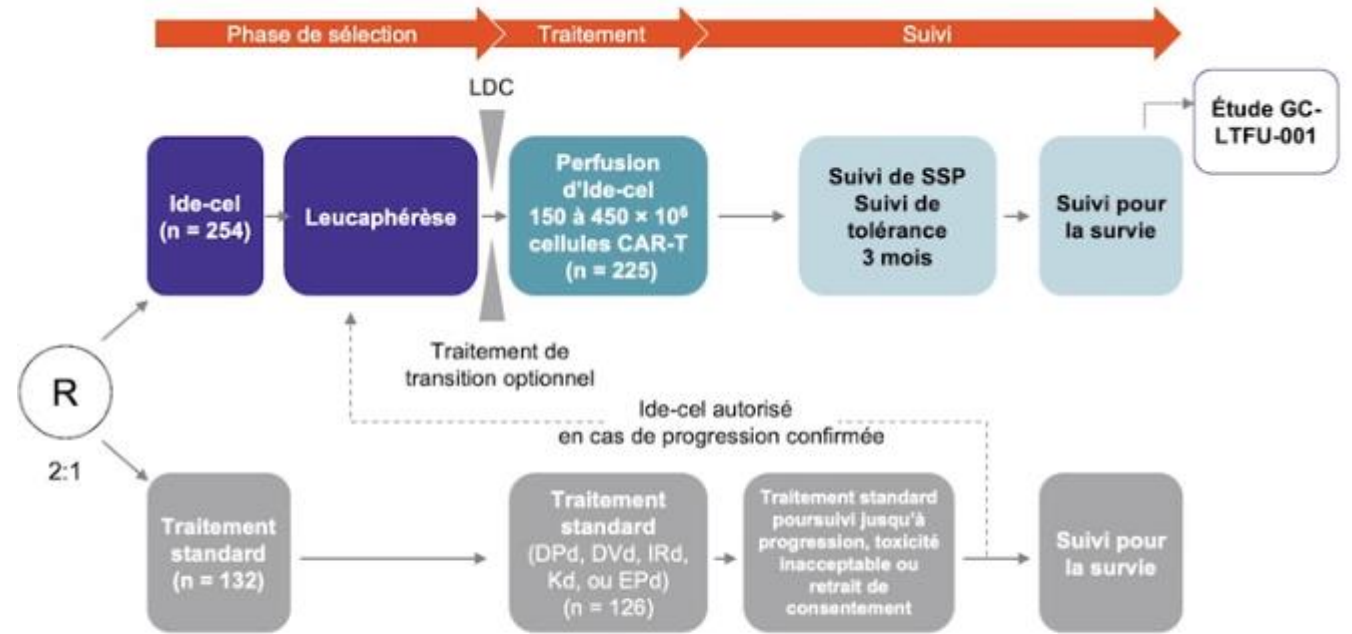 Phase de sélection
Traitement
Suivi
LDC
Étude GC-
LTFU-001
Ide-cel
(n = 254)
Leucaphérèse
Perfusion
d'Ide-cel
150 à 450 × 10⁶
cellules CAR-T
(n = 225)
Suivi de SSP
Suivi de
tolérance
3 mois
Suivi pour
la survie
Traitement de
transition optionnel
R
2:1
Ide-cel autorisé
en cas de progression confirmée
Traitement
standard
(n = 132)
Traitement
standard
(DPd, DVd, IRd,
Kd, ou EPd)
(n = 126)
Traitement standard
poursuivi jusqu'à
progression, toxicité
inacceptable ou
retrait de
consentement
Suivi pour
la survie